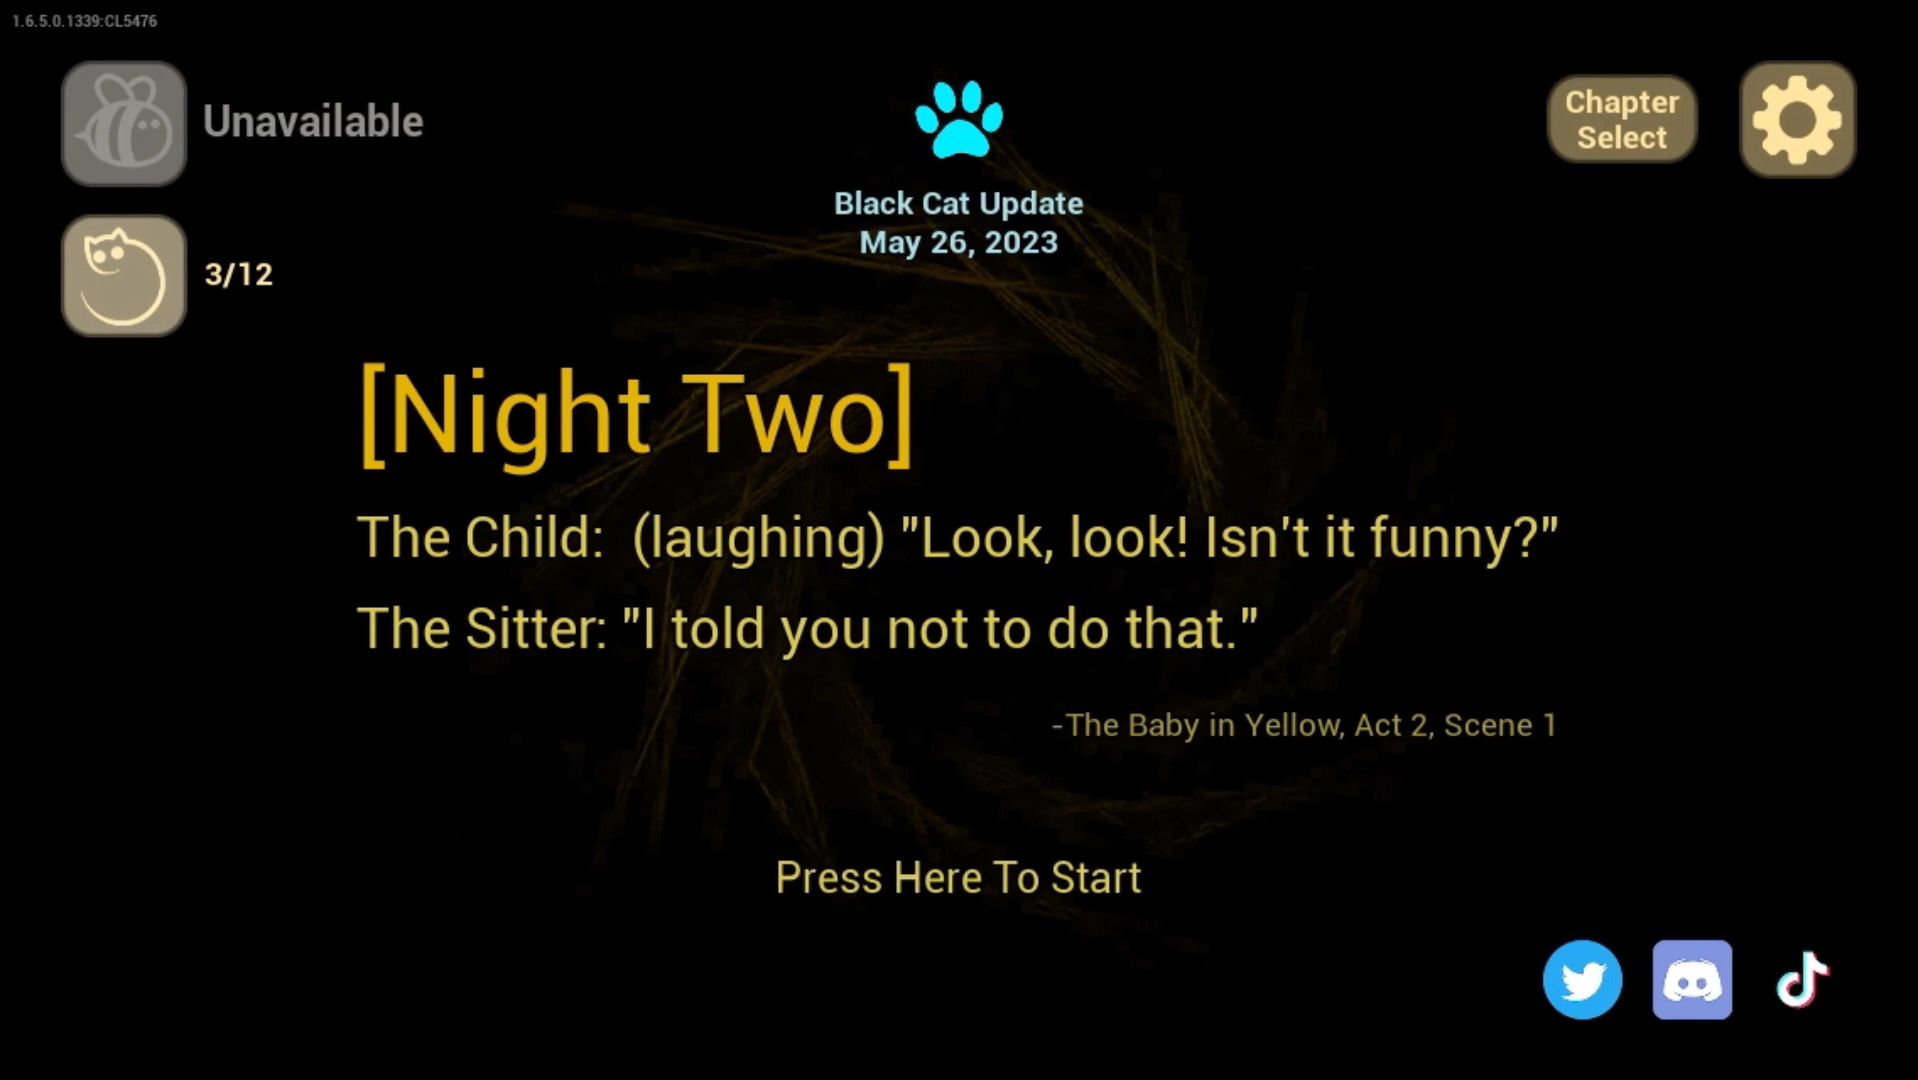 1.6.5.0.1339:CL5476
Unavailable
Chapter
Select
Black Cat Update
May 26, 2023
3/12
[Night Two]
The Child:  (laughing) "Look, look! Isn't it funny?"
The Sitter: "I told you not to do that."
-The Baby in Yellow, Act 2, Scene 1
Press Here To Start